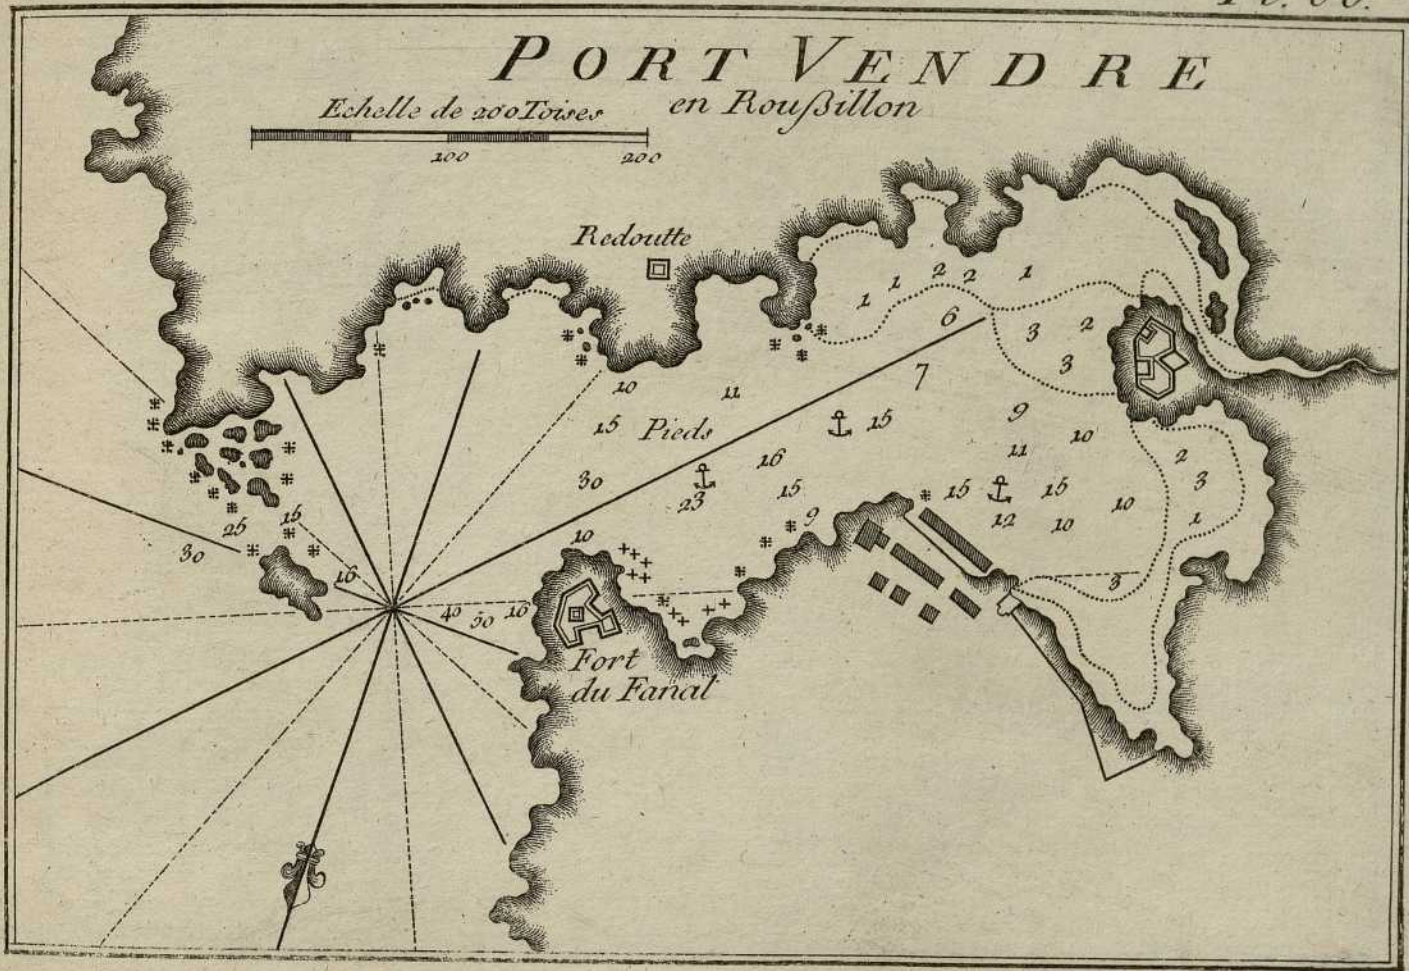 PORT VENDRE
Echelle de 200 Toises
en Roußillon
100 200
Redoutte
1 1 2 2 1
6 3 2
7 3
10 11
15 Pieds 15 9 10
16 11 2
30 23 15 15 15 10 3
25 15 9 12 10 1
30 10
16 3
40 50 16
Fort
du Fanal